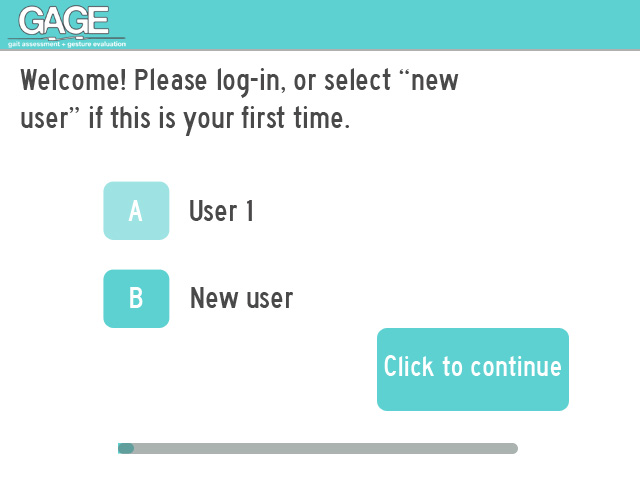 GAGE
gait assessment + gesture evaluation
Welcome! Please log-in, or select “new
user” if this is your first time.
A User 1
B New user
Click to continue